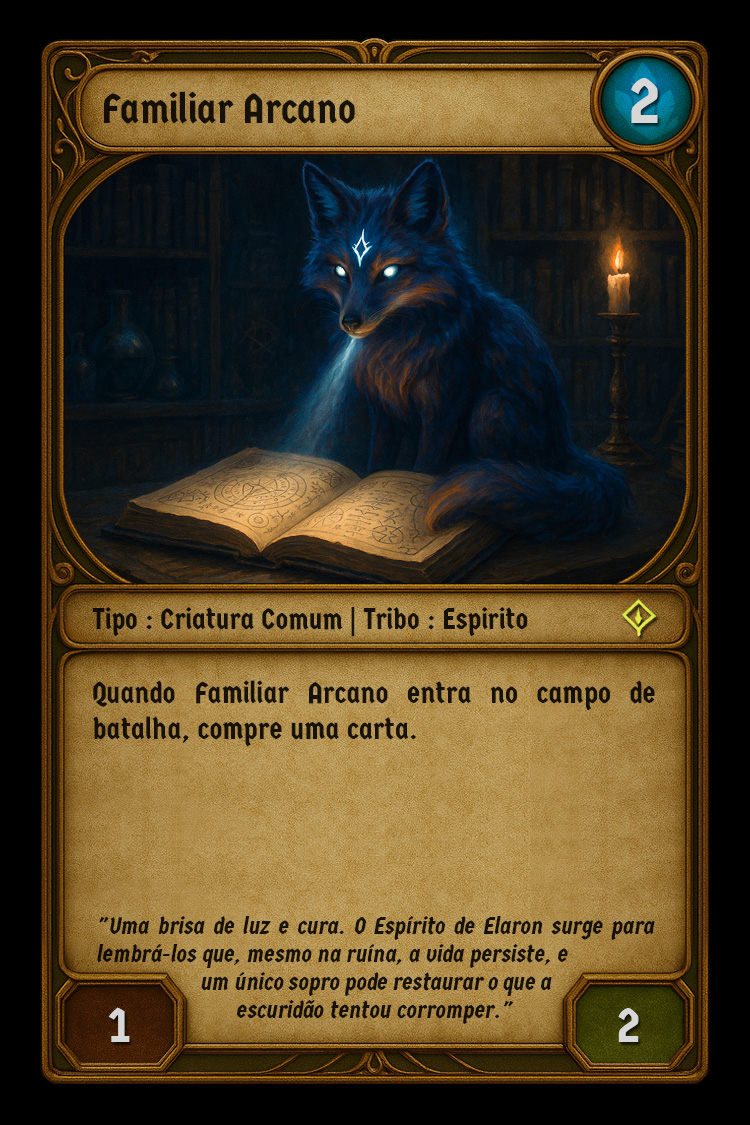 Familiar Arcano
2
Tipo : Criatura Comum | Tribo : Espirito
Quando Familiar Arcano entra no campo de
batalha, compre uma carta.
"Uma brisa de luz e cura. O Espírito de Elaron surge para
lembrá-los que, mesmo na ruína, a vida persiste, e
um único sopro pode restaurar o que a
escuridão tentou corromper."
1
2